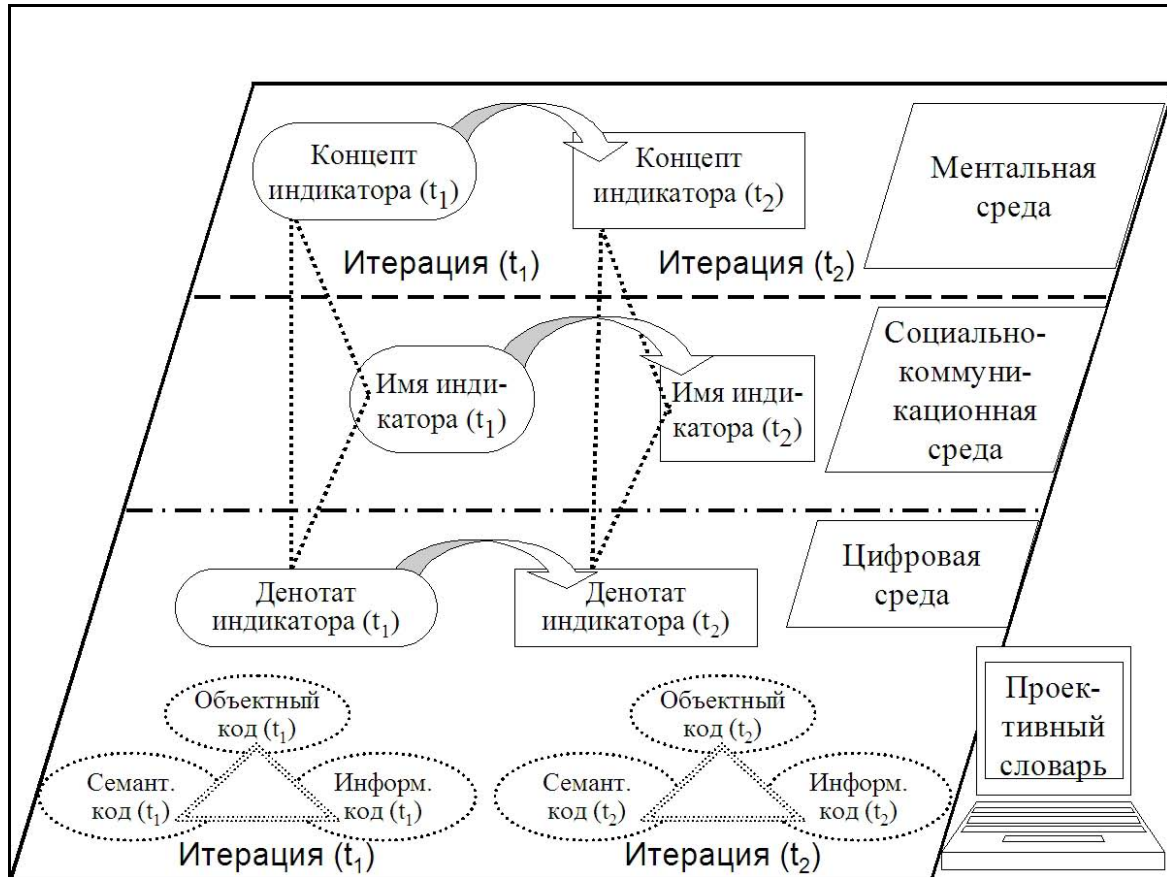 Концепт
индикатора (t₁)
Концепт
индикатора (t₂)
Ментальная
среда
Итерация (t₁)
Итерация (t₂)
Социально-
коммуни-
кационная
среда
Имя инди-
катора (t₁)
Имя инди-
катора (t₂)
Цифровая
среда
Денотат
индикатора (t₁)
Денотат
индикатора (t₂)
Объектный
код (t₁)
Семант.
код (t₁)
Информ.
код (t₁)
Итерация (t₁)
Объектный
код (t₂)
Семант.
код (t₂)
Информ.
код (t₂)
Итерация (t₂)
Проек-
тивный
словарь